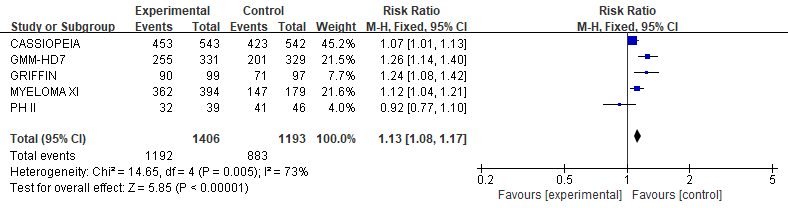 Experimental Control Risk Ratio Risk Ratio
Study or Subgroup Events Total Events Total Weight M-H, Fixed, 95% CI M-H, Fixed, 95% CI
CASSIOPEIA 453 543 423 542 45.2% 1.07 [1.01, 1.13]
GMM-HD7 255 331 201 329 21.5% 1.26 [1.14, 1.40]
GRIFFIN 90 99 71 97 7.7% 1.24 [1.08, 1.42]
MYELOMA XI 362 394 147 179 21.6% 1.12 [1.04, 1.21]
PH II 32 39 41 46 4.0% 0.92 [0.77, 1.10]
Total (95% CI) 1406 1193 100.0% 1.13 [1.08, 1.17]
Total events 1192 883
Heterogeneity: Chi² = 14.65, df = 4 (P = 0.005); I² = 73%
Test for overall effect: Z = 5.85 (P < 0.00001)
0.2 0.5 1 2 5
Favours [experimental] Favours [control]